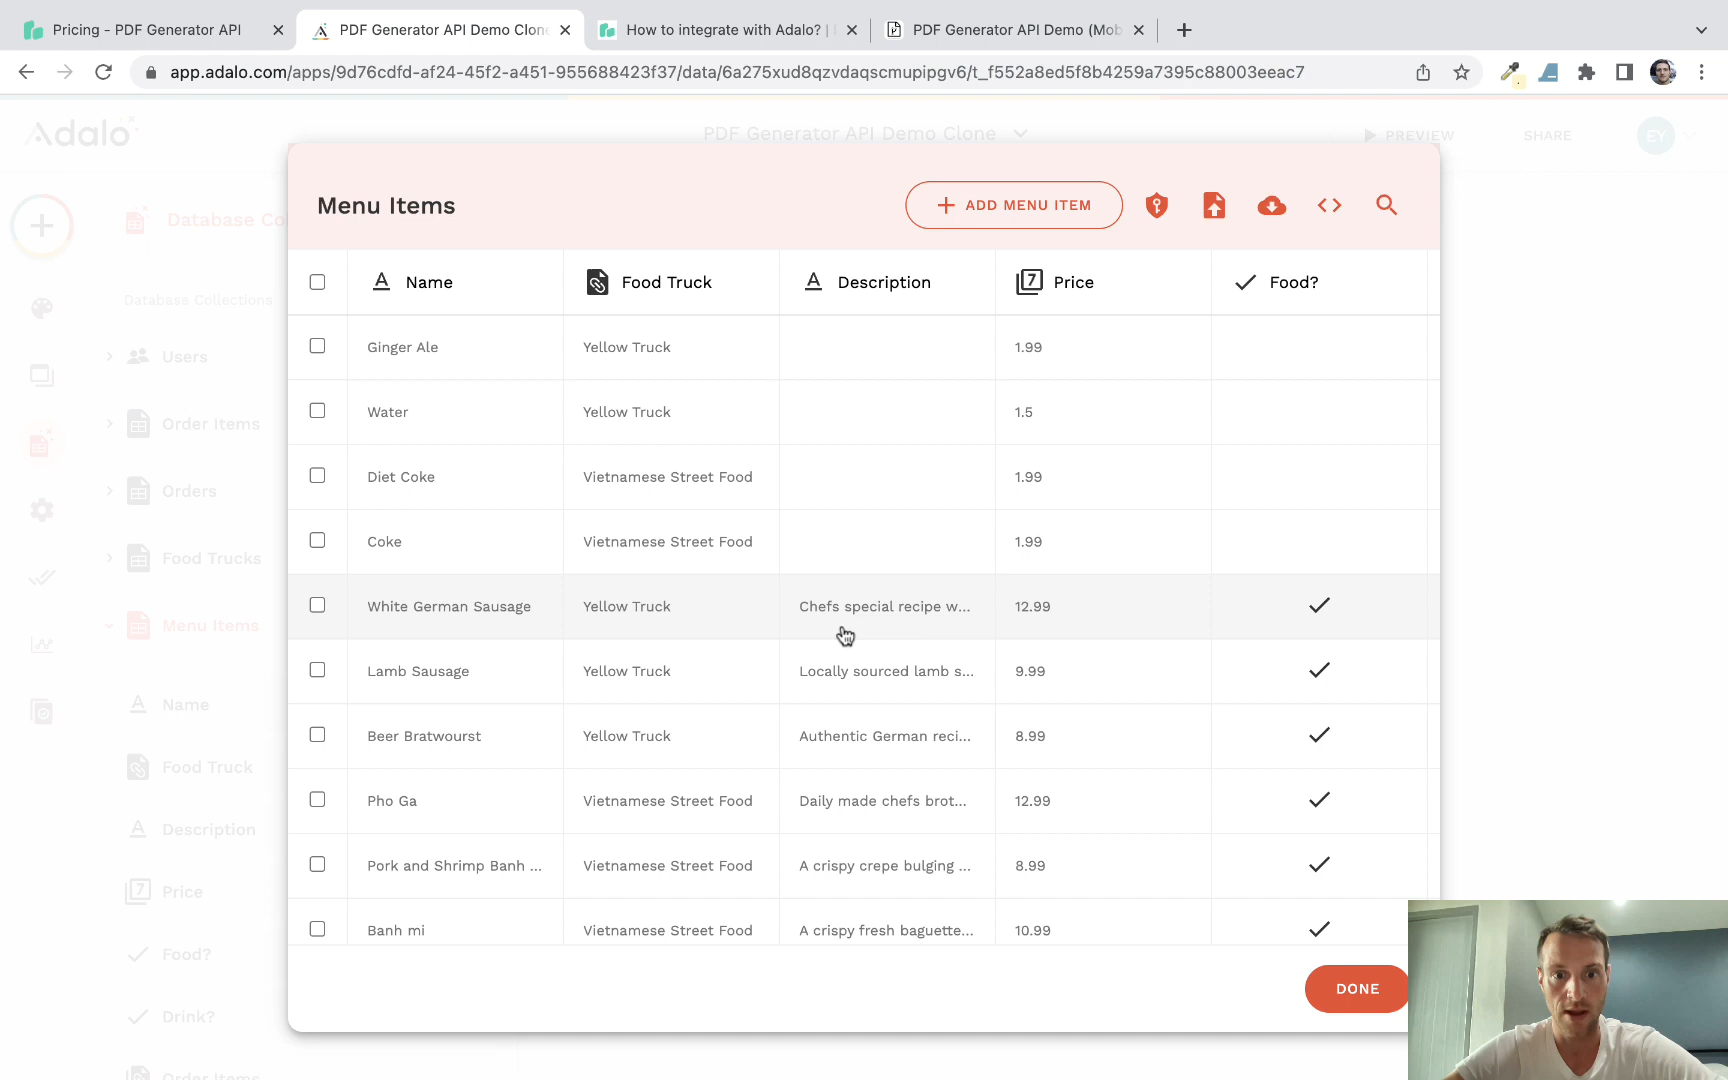 Pricing - PDF Generator API
PDF Generator API Demo Clone
How to integrate with Adalo? |
PDF Generator API Demo (Mob
app.adalo.com/apps/9d76cdfd-af24-45f2-a451-955688423f37/data/6a275xud8qzvdaqscmupipgv6/t_f552a8ed5f8b4259a7395c88003eeac7
Adalo
PDF Generator API Demo Clone
PREVIEW
SHARE
EY
Database Co
Database Collections
Users
Order Items
Orders
Food Trucks
Menu Items
Name
Food Truck
Description
Price
Food?
Drink?
Order Items
Menu Items
+ ADD MENU ITEM
Name Food Truck Description Price Food?
Ginger Ale Yellow Truck 1.99
Water Yellow Truck 1.5
Diet Coke Vietnamese Street Food 1.99
Coke Vietnamese Street Food 1.99
White German Sausage Yellow Truck Chefs special recipe w... 12.99
Lamb Sausage Yellow Truck Locally sourced lamb s... 9.99
Beer Bratwourst Yellow Truck Authentic German reci... 8.99
Pho Ga Vietnamese Street Food Daily made chefs brot... 12.99
Pork and Shrimp Banh ... Vietnamese Street Food A crispy crepe bulging ... 8.99
Banh mi Vietnamese Street Food A crispy fresh baguette... 10.99
DONE